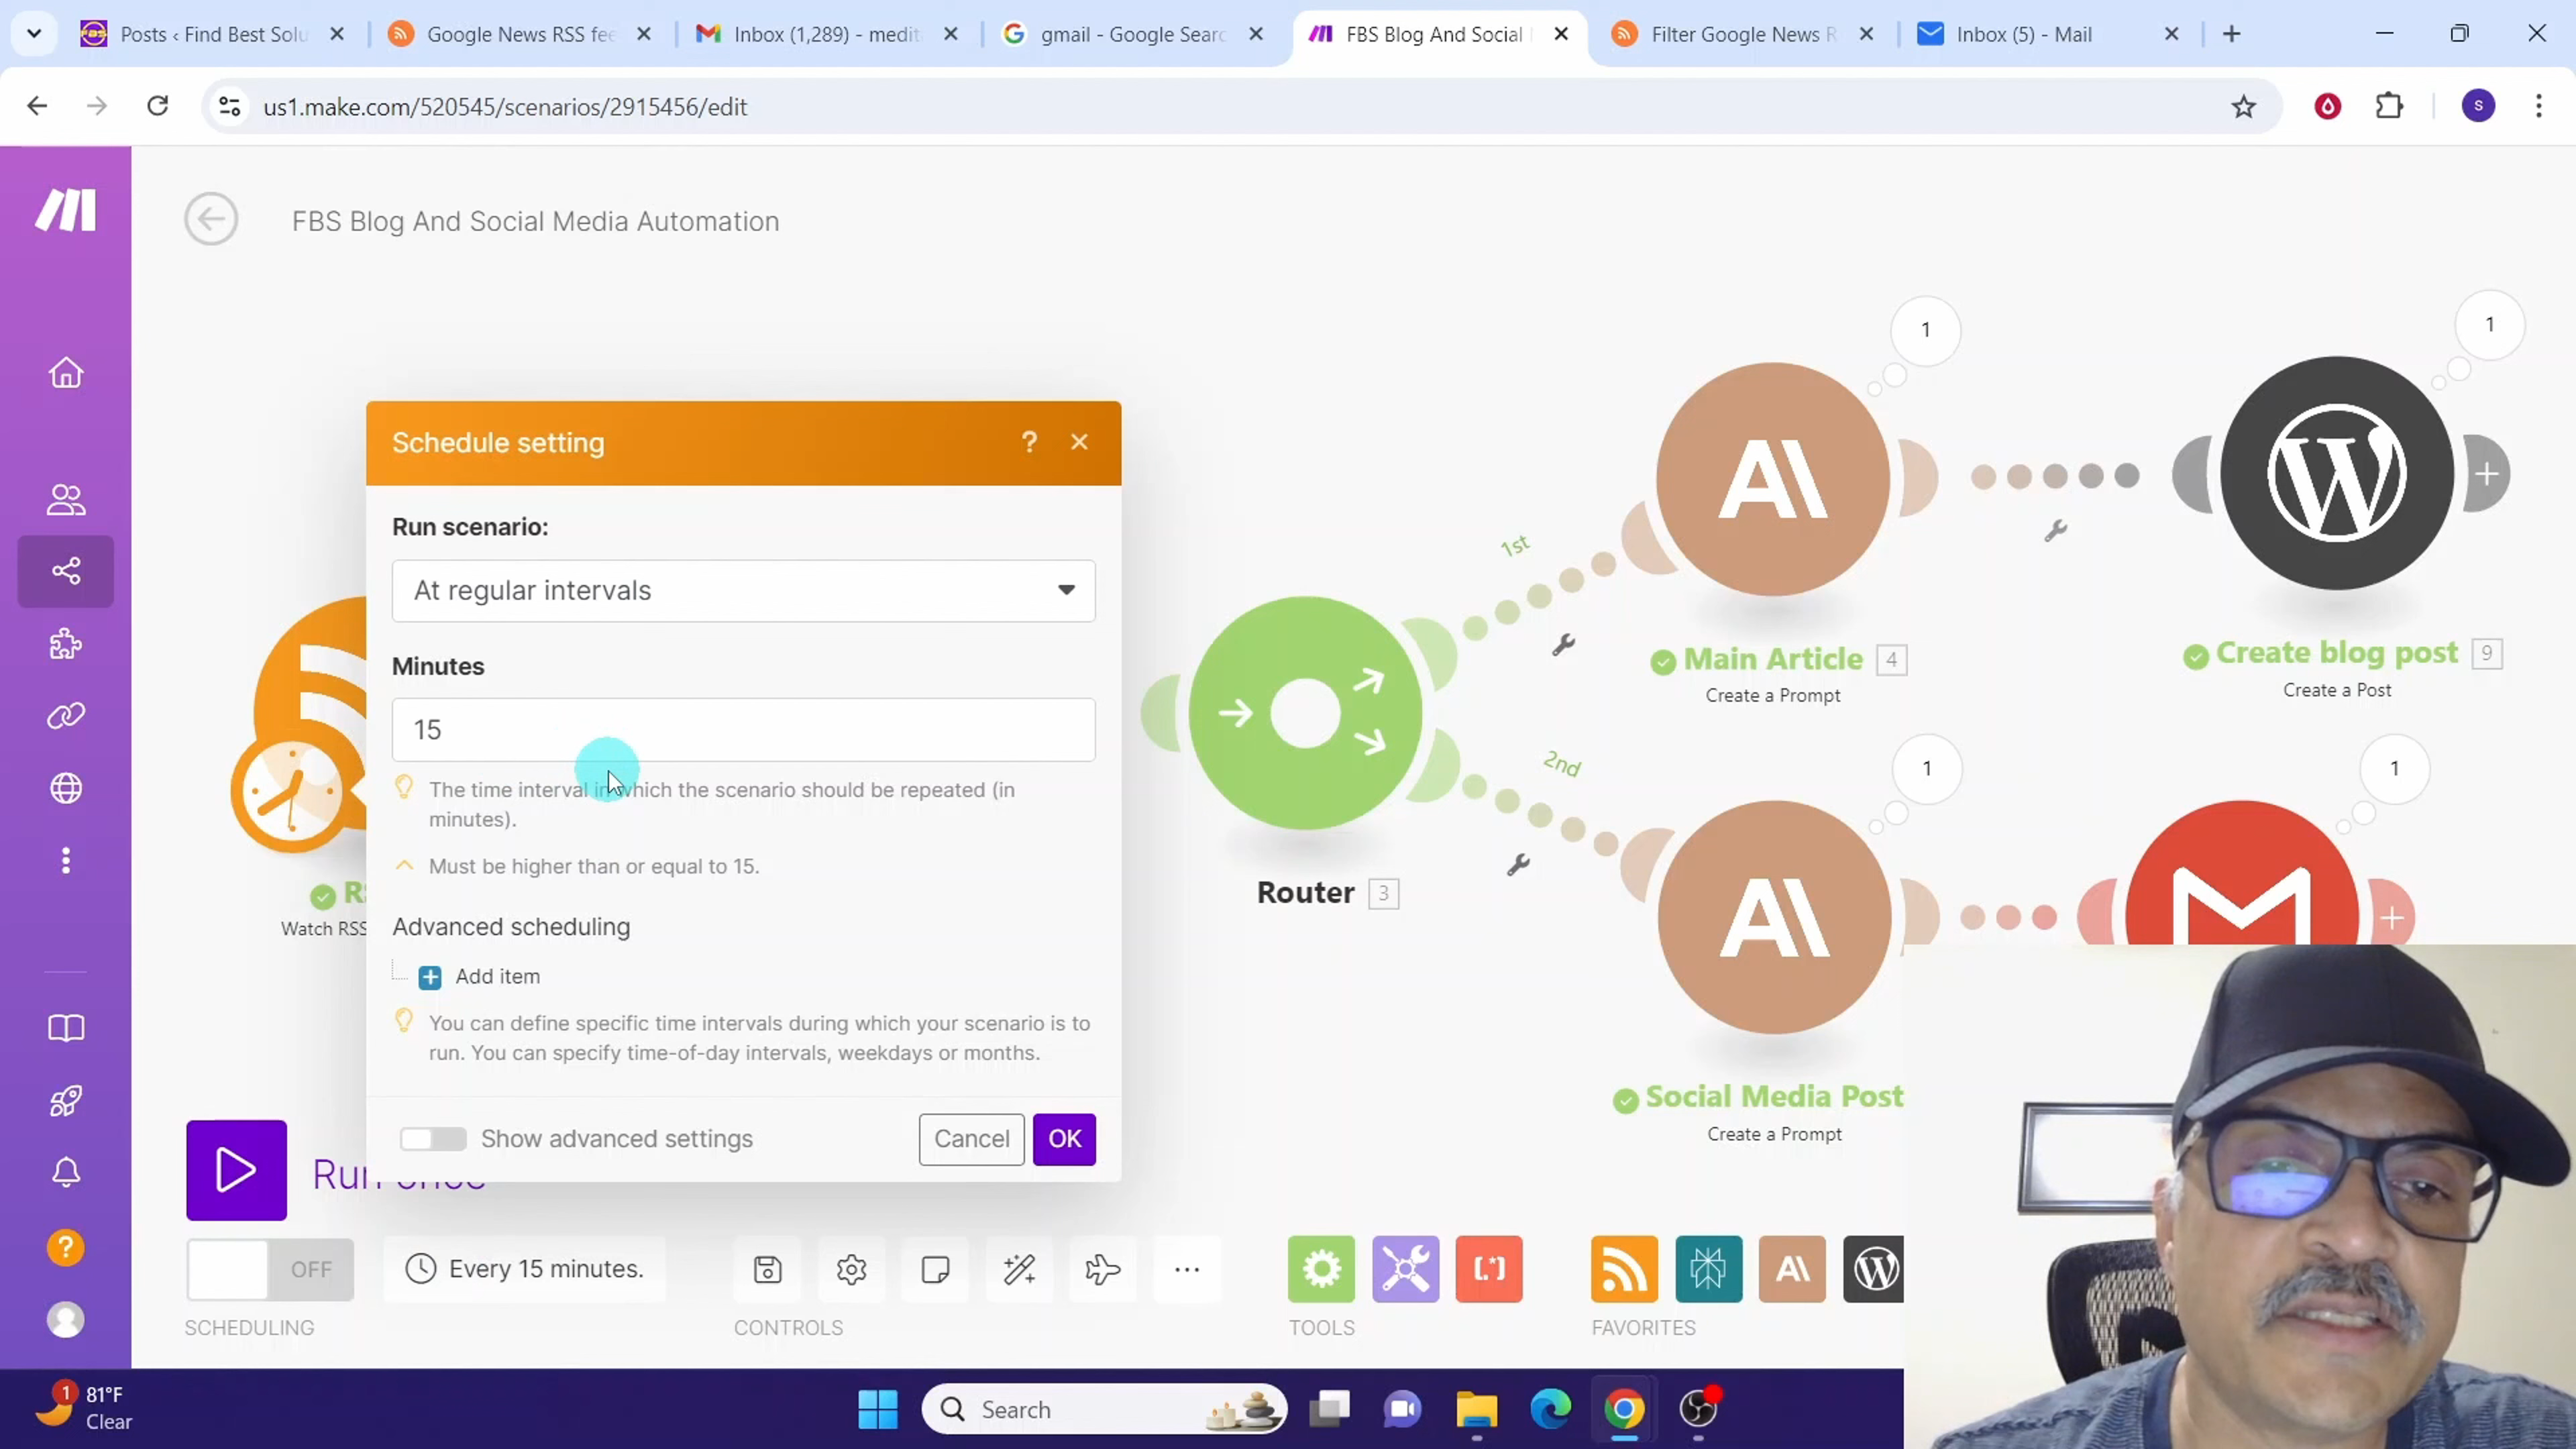 Posts ‹ Find Best Solu
Google News RSS fee
Inbox (1,289) - medit
gmail - Google Searc
FBS Blog And Social
Filter Google News R
Inbox (5) - Mail
us1.make.com/520545/scenarios/2915456/edit
S
FBS Blog And Social Media Automation
1
1
Schedule setting
?
Run scenario:
At regular intervals
Minutes
15
The time interval in which the scenario should be repeated (in
minutes).
Must be higher than or equal to 15.
Advanced scheduling
Add item
You can define specific time intervals during which your scenario is to
run. You can specify time-of-day intervals, weekdays or months.
Show advanced settings
Cancel
OK
Watch RSS
1st
2nd
Router 3
Main Article 4
Create a Prompt
Create blog post 9
Create a Post
1
1
Social Media Post
Create a Prompt
Run once
OFF
Every 15 minutes.
SCHEDULING
CONTROLS
TOOLS
FAVORITES
1
81°F
Clear
Search